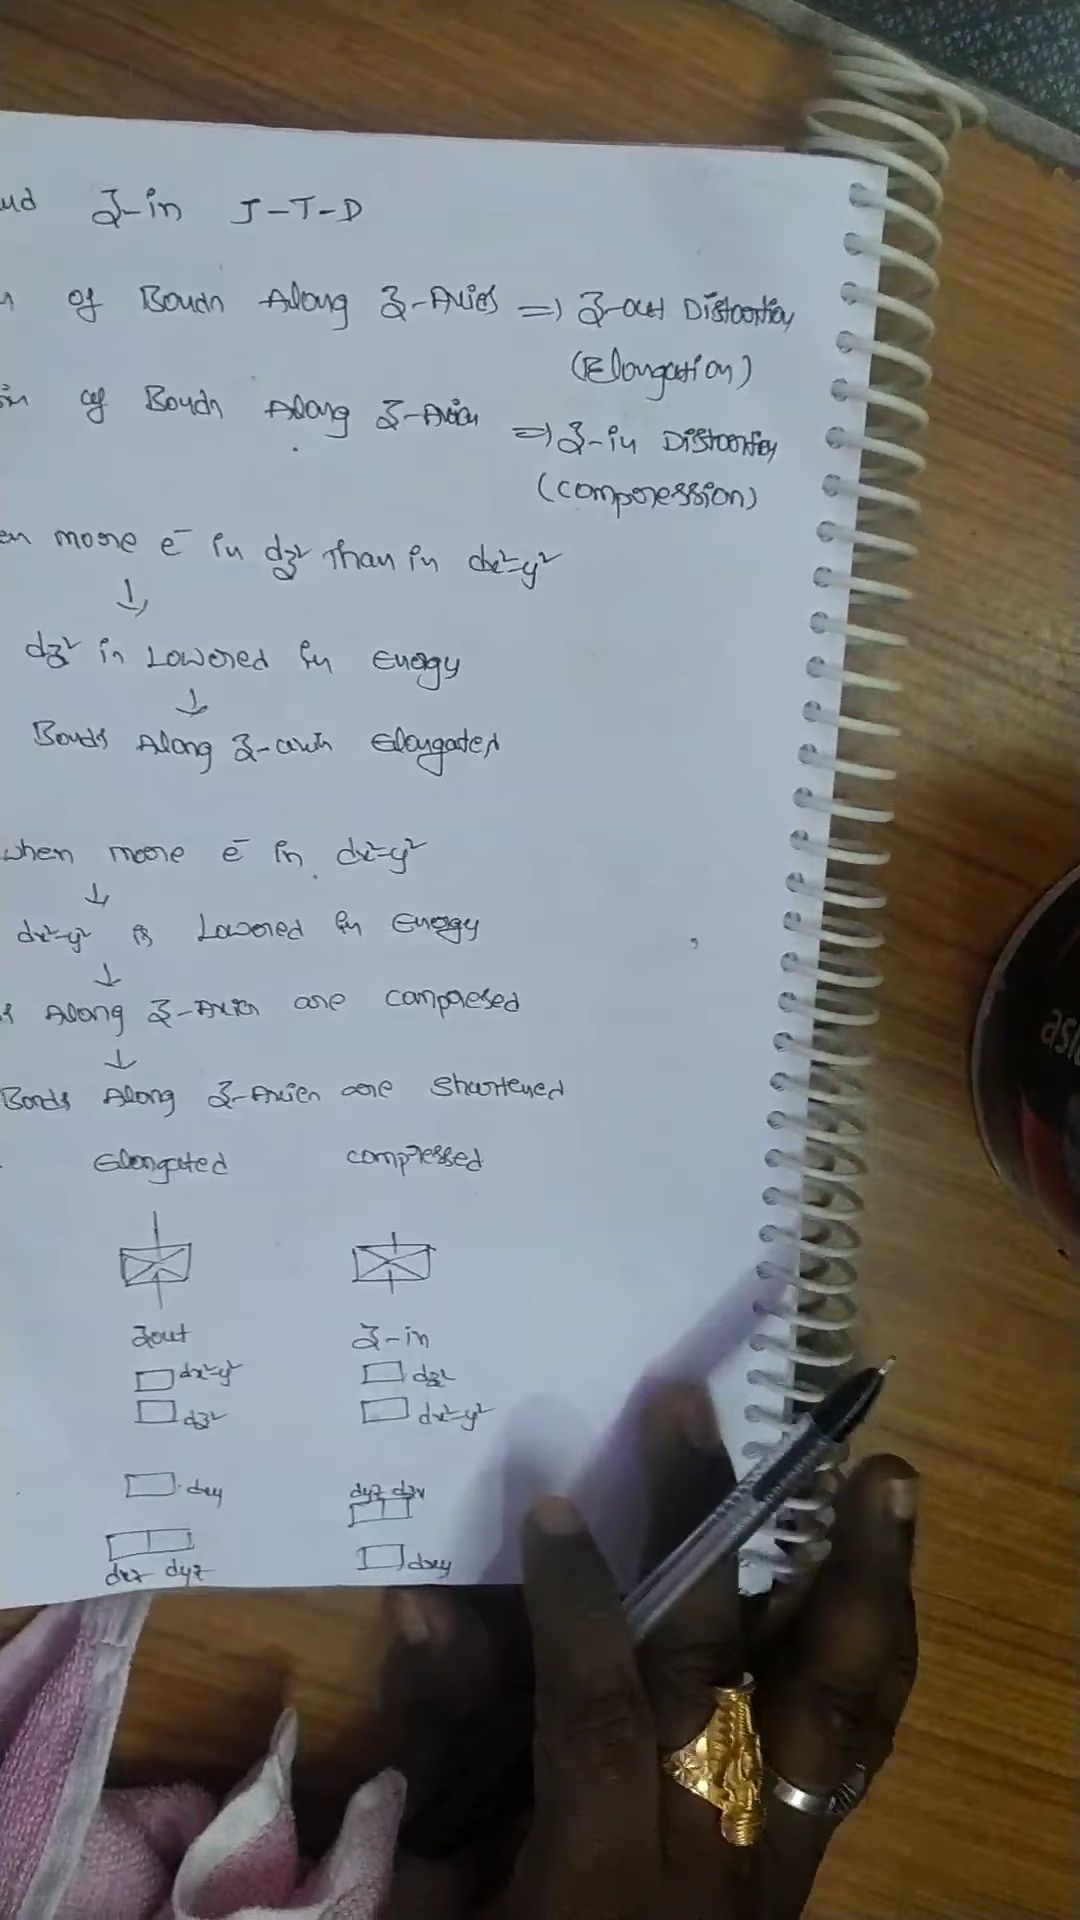 Z-in J-T-D
of Bonds Along Z-Axies => Z-out Distortion
(Elongation)
of Bonds Along Z-Axis => Z-in Distortion
(compression)
more e⁻ in dz² Than in dx²-y²
↓
dz² is Lowered in Energy
↓
Bonds Along Z-axis Elongated
when more e⁻ in dx²-y²
↓
dx²-y² is Lowered in Energy
↓
Along Z-Axis are compressed
↓
Bonds Along Z-Axis are shortened
Elongated compressed
Zout Z-in
dx²-y² dz²
dz² dx²-y²
dxy dyz dzx
dxz dyz dxy